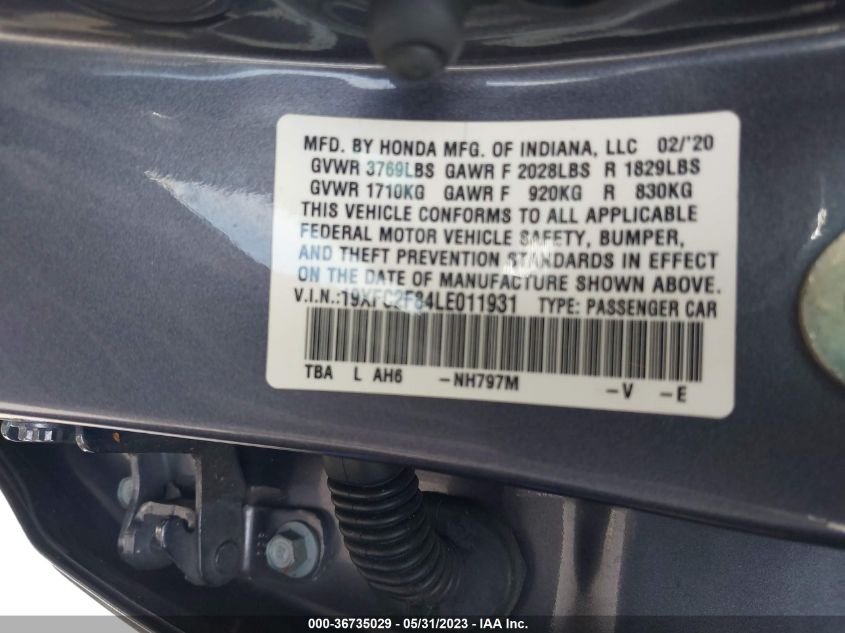 MFD. BY HONDA MFG. OF INDIANA, LLC 02/'20
GVWR 3769LBS GAWR F 2028LBS R 1829LBS
GVWR 1710KG GAWR F 920KG R 830KG
THIS VEHICLE CONFORMS TO ALL APPLICABLE
FEDERAL MOTOR VEHICLE SAFETY, BUMPER,
AND THEFT PREVENTION STANDARDS IN EFFECT
ON THE DATE OF MANUFACTURE SHOWN ABOVE.
V.I.N.:19XFC2F84LE011931 TYPE: PASSENGER CAR
TBA L AH6 -NH797M -V -E
000-36735029 - 05/31/2023 - IAA Inc.